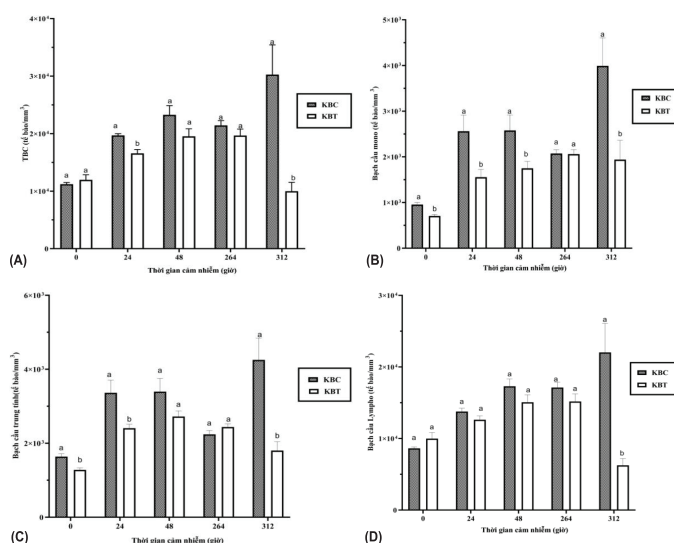 4×10⁴
3×10⁴
2×10⁴
1×10⁴
0
TBC (tế bào/mm³)
a a a b a a a a a b
0 24 48 264 312
Thời gian cảm nhiễm (giờ)
KBC
KBT
(A)
5×10³
4×10³
3×10³
2×10³
1×10³
0
Bạch cầu mono (tế bào/mm³)
a b a b a b a a a b
0 24 48 264 312
Thời gian cảm nhiễm (giờ)
KBC
KBT
(B)
6×10³
4×10³
2×10³
0
Bạch cầu trung tính(tế bào/mm³)
a b a b a b a a a b
0 24 48 264 312
Thời gian cảm nhiễm (giờ)
KBC
KBT
(C)
3×10⁴
2×10⁴
1×10⁴
0
Bạch cầu Lympho (tế bào/mm³)
a a a a a a a a a b
0 24 48 264 312
Thời gian cảm nhiễm (giờ)
KBC
KBT
(D)